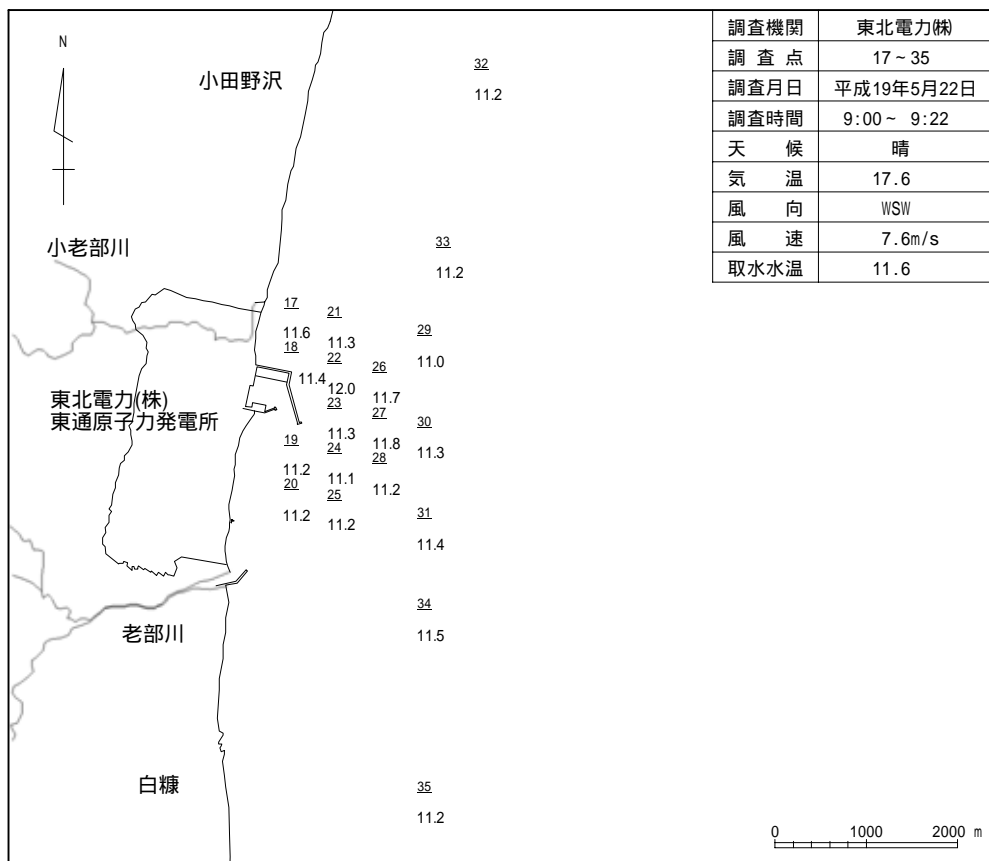 調査機関 東北電力㈱
調査点 17～35
調査月日 平成19年5月22日
調査時間 9:00～ 9:22
天候 晴
気温 17.6
風向 WSW
風速 7.6m/s
取水水温 11.6
N
小田野沢
32
11.2
小老部川
33
11.2
17
11.6
21
11.3
29
11.0
18
11.4
22
12.0
26
11.7
東北電力(株)
東通原子力発電所
23
11.3
27
11.8
30
11.3
19
11.2
24
11.1
28
11.2
20
11.2
25
11.2
31
11.4
34
11.5
老部川
白糠
35
11.2
0 1000 2000 m